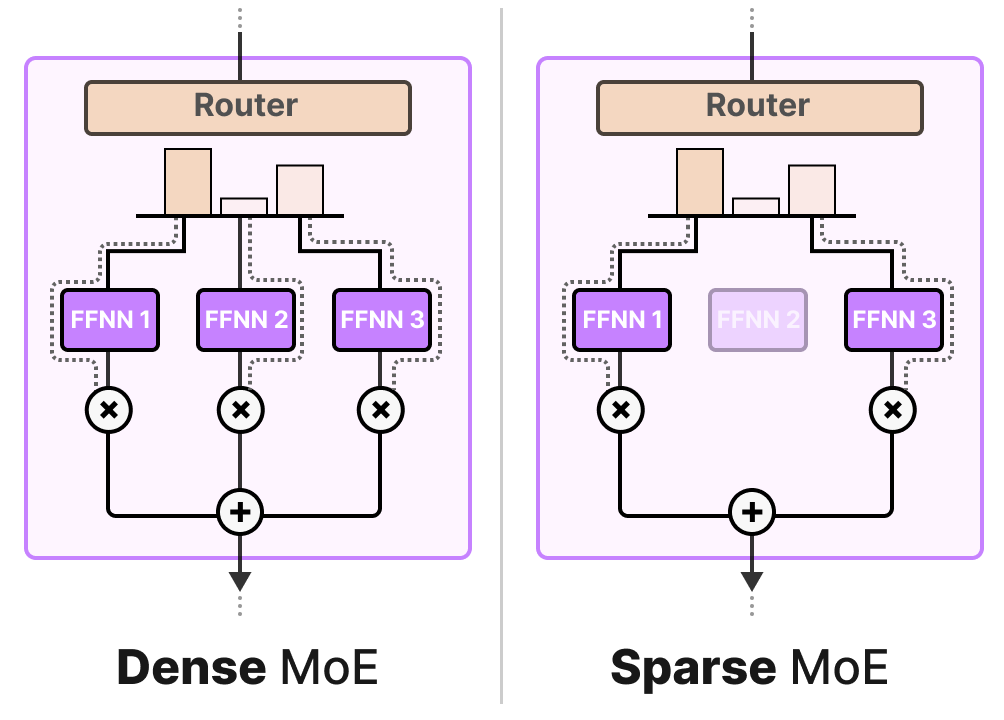 Router
FFNN 1
FFNN 2
FFNN 3
Dense MoE
Router
FFNN 1
FFNN 2
FFNN 3
Sparse MoE